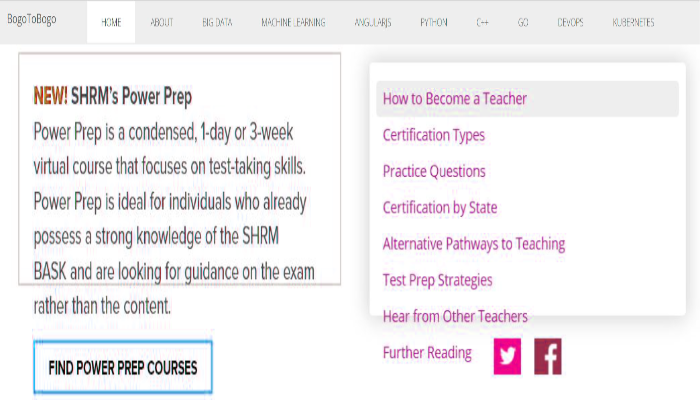 BogoToBogo HOME ABOUT BIG DATA MACHINE LEARNING ANGULARJS PYTHON C++ GO DEVOPS KUBERNETES
NEW! SHRM's Power Prep
Power Prep is a condensed, 1-day or 3-week
virtual course that focuses on test-taking skills.
Power Prep is ideal for individuals who already
possess a strong knowledge of the SHRM
BASK and are looking for guidance on the exam
rather than the content.
FIND POWER PREP COURSES
How to Become a Teacher
Certification Types
Practice Questions
Certification by State
Alternative Pathways to Teaching
Test Prep Strategies
Hear from Other Teachers
Further Reading